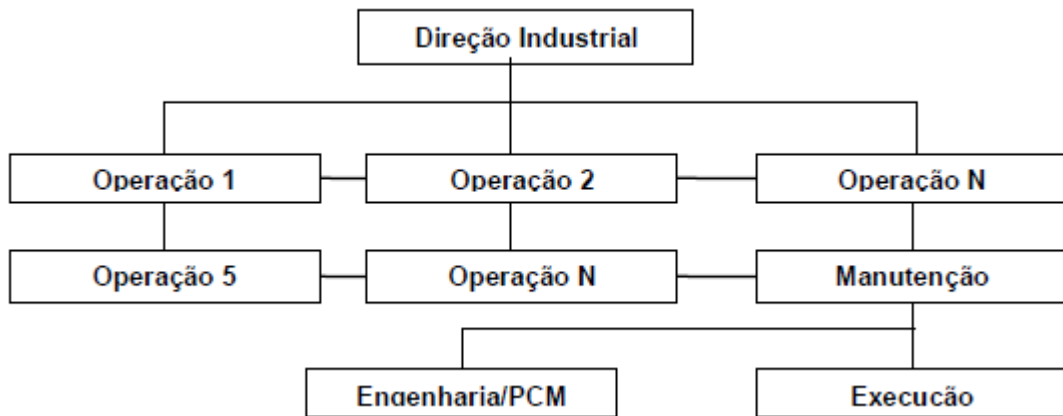 Direção Industrial
Operação 1
Operação 2
Operação N
Operação 5
Operação N
Manutenção
Engenharia/PCM
Execução